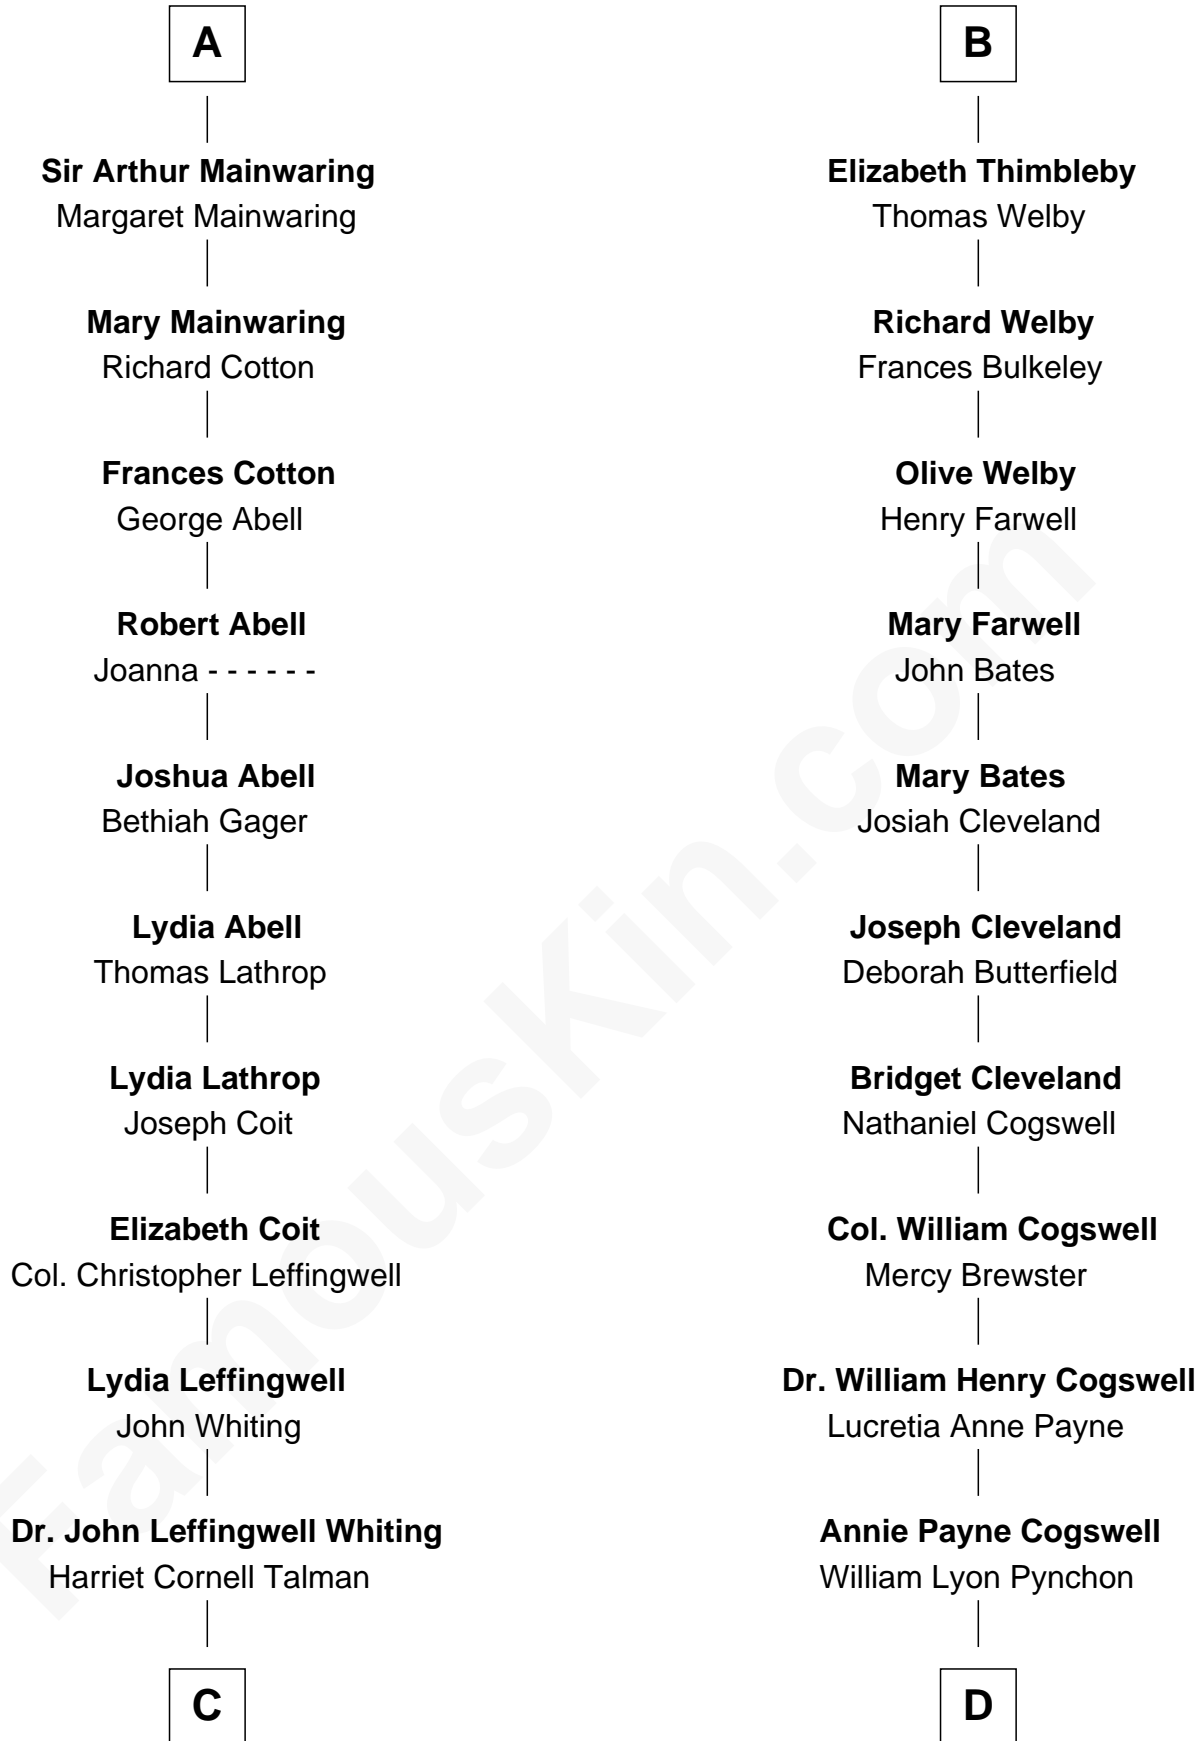 A
Sir Arthur Mainwaring
Margaret Mainwaring
Mary Mainwaring
Richard Cotton
Frances Cotton
George Abell
Robert Abell
Joanna - - - - - -
Joshua Abell
Bethiah Gager
Lydia Abell
Thomas Lathrop
Lydia Lathrop
Joseph Coit
Elizabeth Coit
Col. Christopher Leffingwell
Lydia Leffingwell
John Whiting
Dr. John Leffingwell Whiting
Harriet Cornell Talman
C
B
Elizabeth Thimbleby
Thomas Welby
Richard Welby
Frances Bulkeley
Olive Welby
Henry Farwell
Mary Farwell
John Bates
Mary Bates
Josiah Cleveland
Joseph Cleveland
Deborah Butterfield
Bridget Cleveland
Nathaniel Cogswell
Col. William Cogswell
Mercy Brewster
Dr. William Henry Cogswell
Lucretia Anne Payne
Annie Payne Cogswell
William Lyon Pynchon
D
FamousKin.com